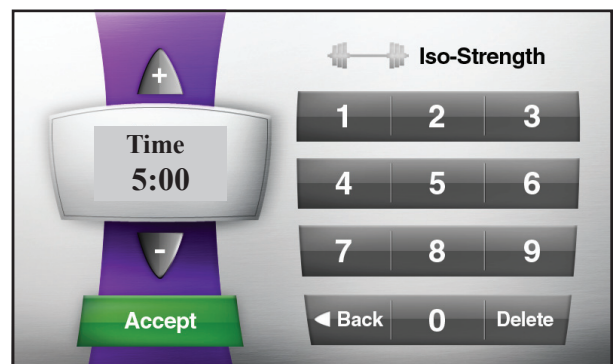 +
Time
5:00
-
Accept
Iso-Strength
1 2 3
4 5 6
7 8 9
◀ Back 0 Delete